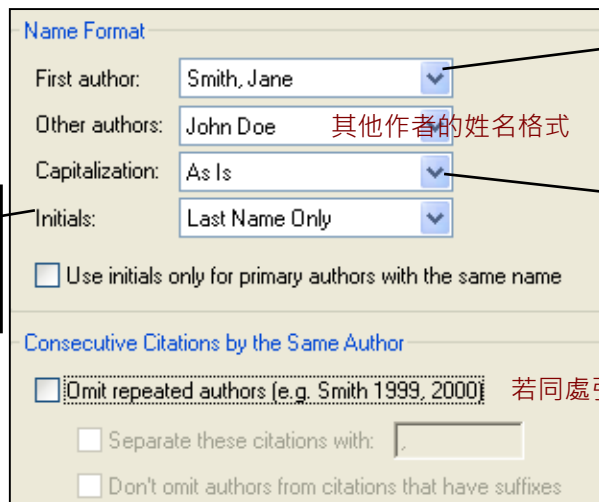 Name Format
First author: Smith, Jane
Other authors: John Doe 其他作者的姓名格式
Capitalization: As Is
Initials: Last Name Only
Use initials only for primary authors with the same name
Consecutive Citations by the Same Author
Omit repeated authors (e.g. Smith 1999, 2000) 若同處
Separate these citations with: ,
Don't omit authors from citations that have suffixes